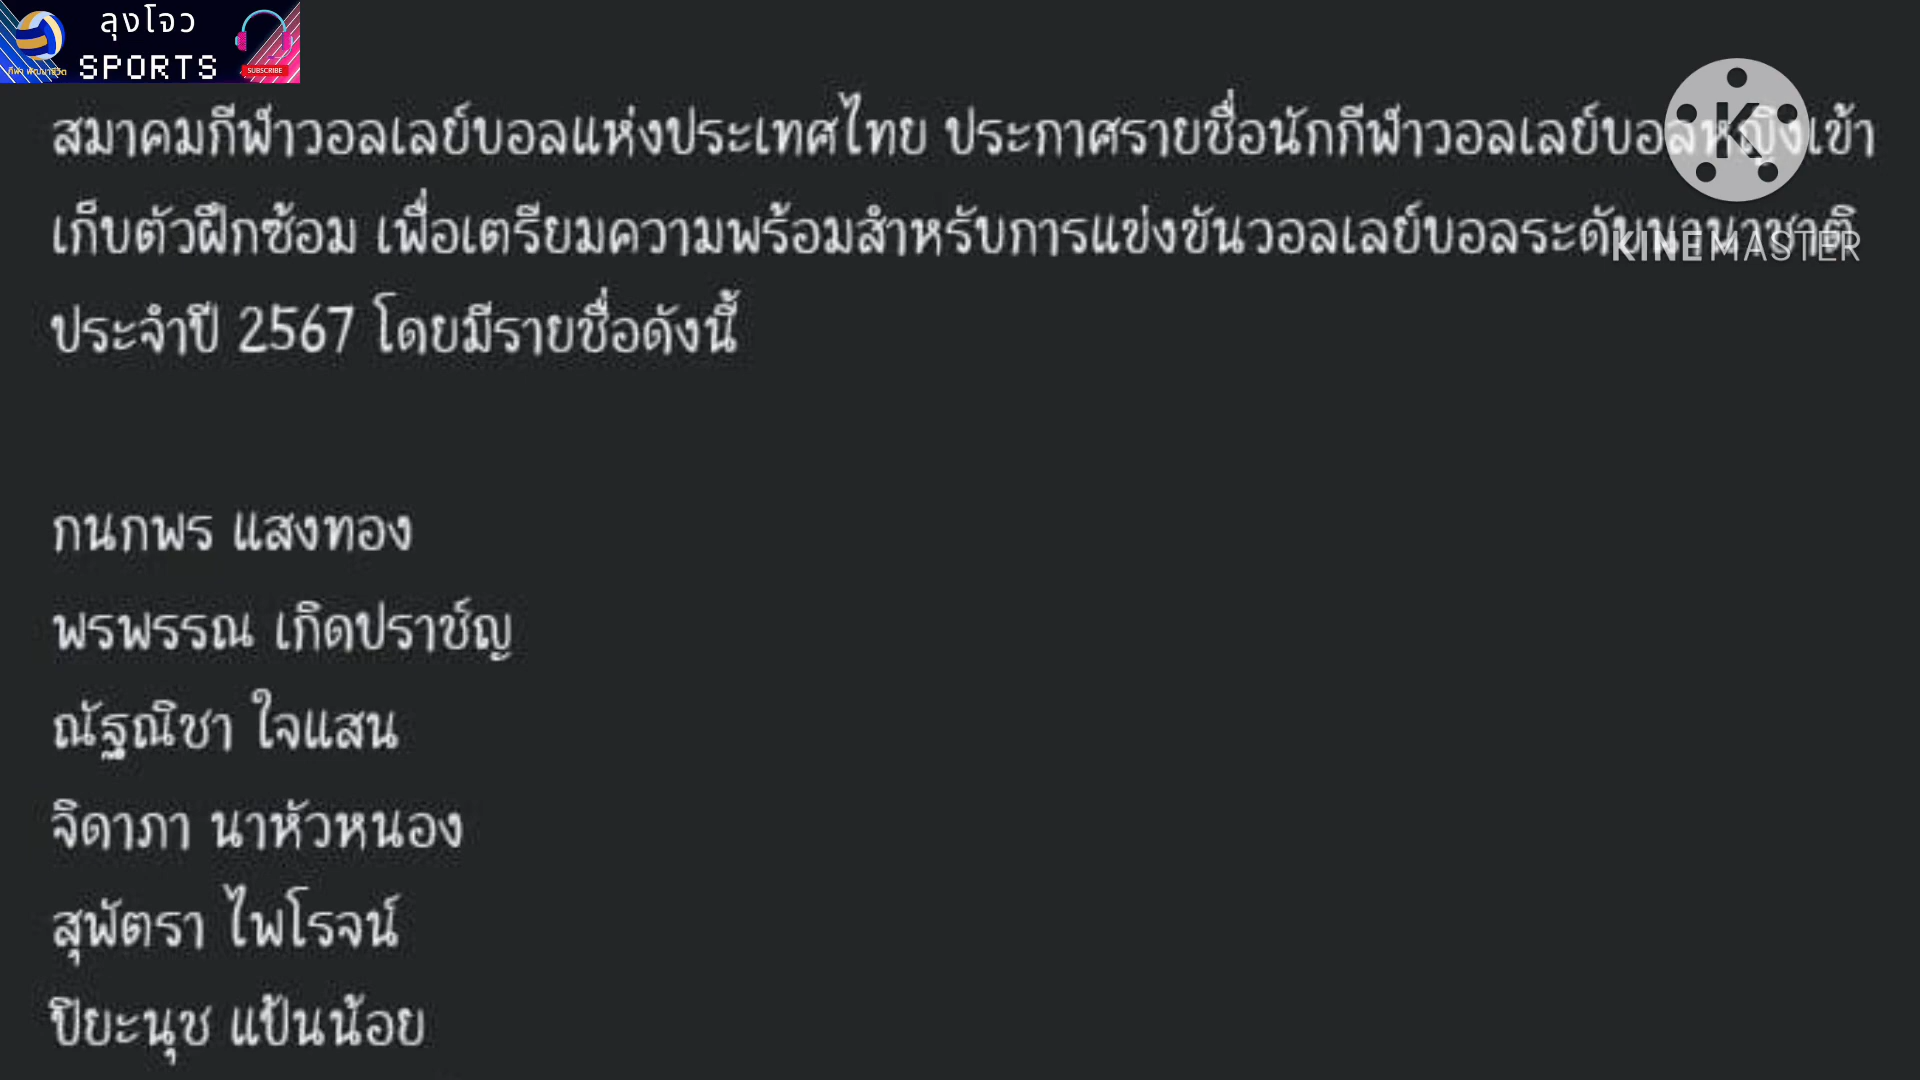 ลุงโจว
SPORTS
กีฬา พัฒนาชีวิต
SUBSCRIBE
สมาคมกีฬาวอลเลย์บอลแห่งประเทศไทย ประกาศรายชื่อนักกีฬาวอลเลย์บอลหญิงเข้า
เก็บตัวฝึกซ้อม เพื่อเตรียมความพร้อมสำหรับการแข่งขันวอลเลย์บอลระดับนานาชาติ
ประจำปี 2567 โดยมีรายชื่อดังนี้
K
KINEMASTER
กนกพร แสงทอง
พรพรรณ เกิดปราชญ์
ณัฐณิชา ใจแสน
จิดาภา นาหัวหนอง
สุพัตรา ไพโรจน์
ปิยะนุช แป้นน้อย